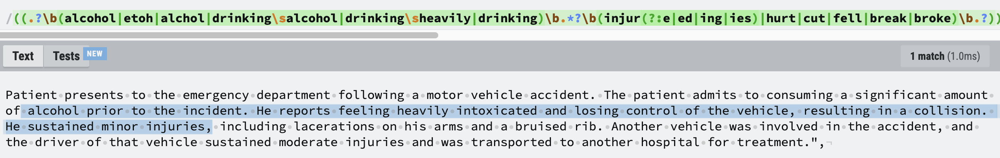 /((.?\b(alcohol|etoh|alchol|drinking\salcohol|drinking\sheavily|drinking)\b.*?\b(injur(?:e|ed|ing|ies)|hurt|cut|fell|break|broke)\b.?))
Text Tests NEW 1 match (1.0ms)
Patient presents to the emergency department following a motor vehicle accident. The patient admits to consuming a significant amount
of alcohol prior to the incident. He reports feeling heavily intoxicated and losing control of the vehicle, resulting in a collision.
He sustained minor injuries, including lacerations on his arms and a bruised rib. Another vehicle was involved in the accident, and
the driver of that vehicle sustained moderate injuries and was transported to another hospital for treatment.",